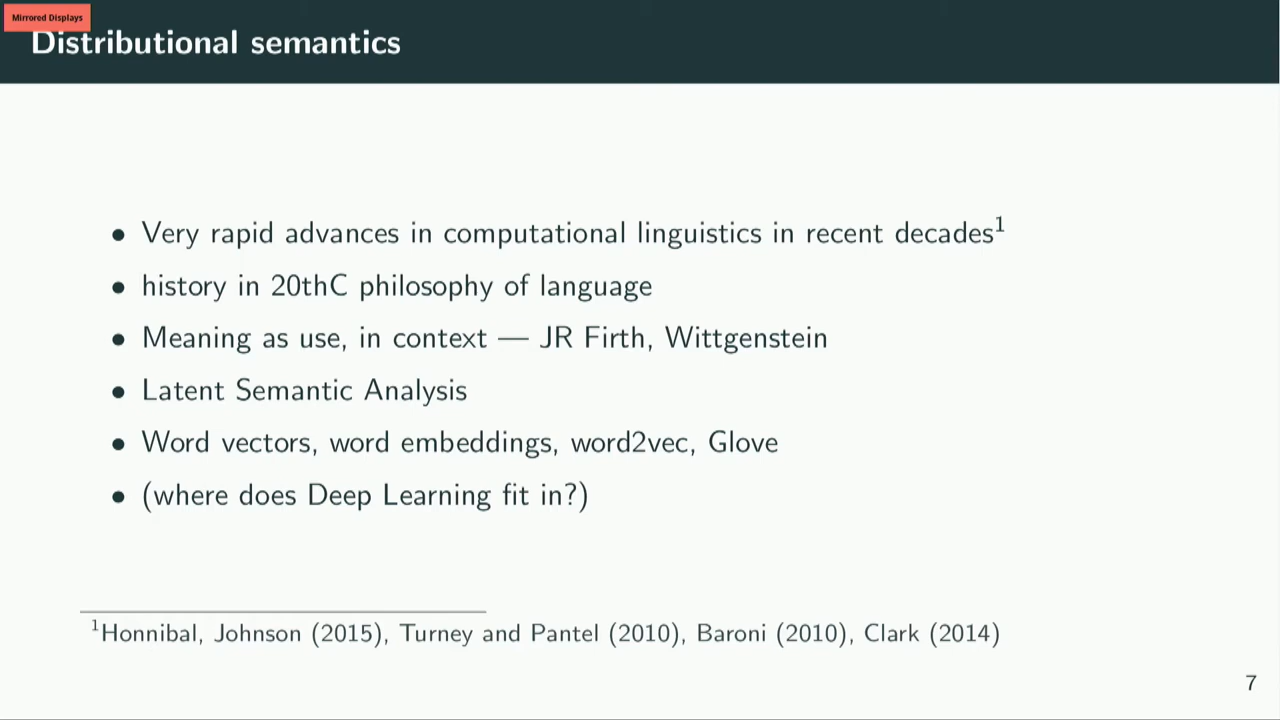 Mirrored Displays
Distributional semantics
• Very rapid advances in computational linguistics in recent decades¹
• history in 20thC philosophy of language
• Meaning as use, in context — JR Firth, Wittgenstein
• Latent Semantic Analysis
• Word vectors, word embeddings, word2vec, Glove
• (where does Deep Learning fit in?)
¹Honnibal, Johnson (2015), Turney and Pantel (2010), Baroni (2010), Clark (2014)
7